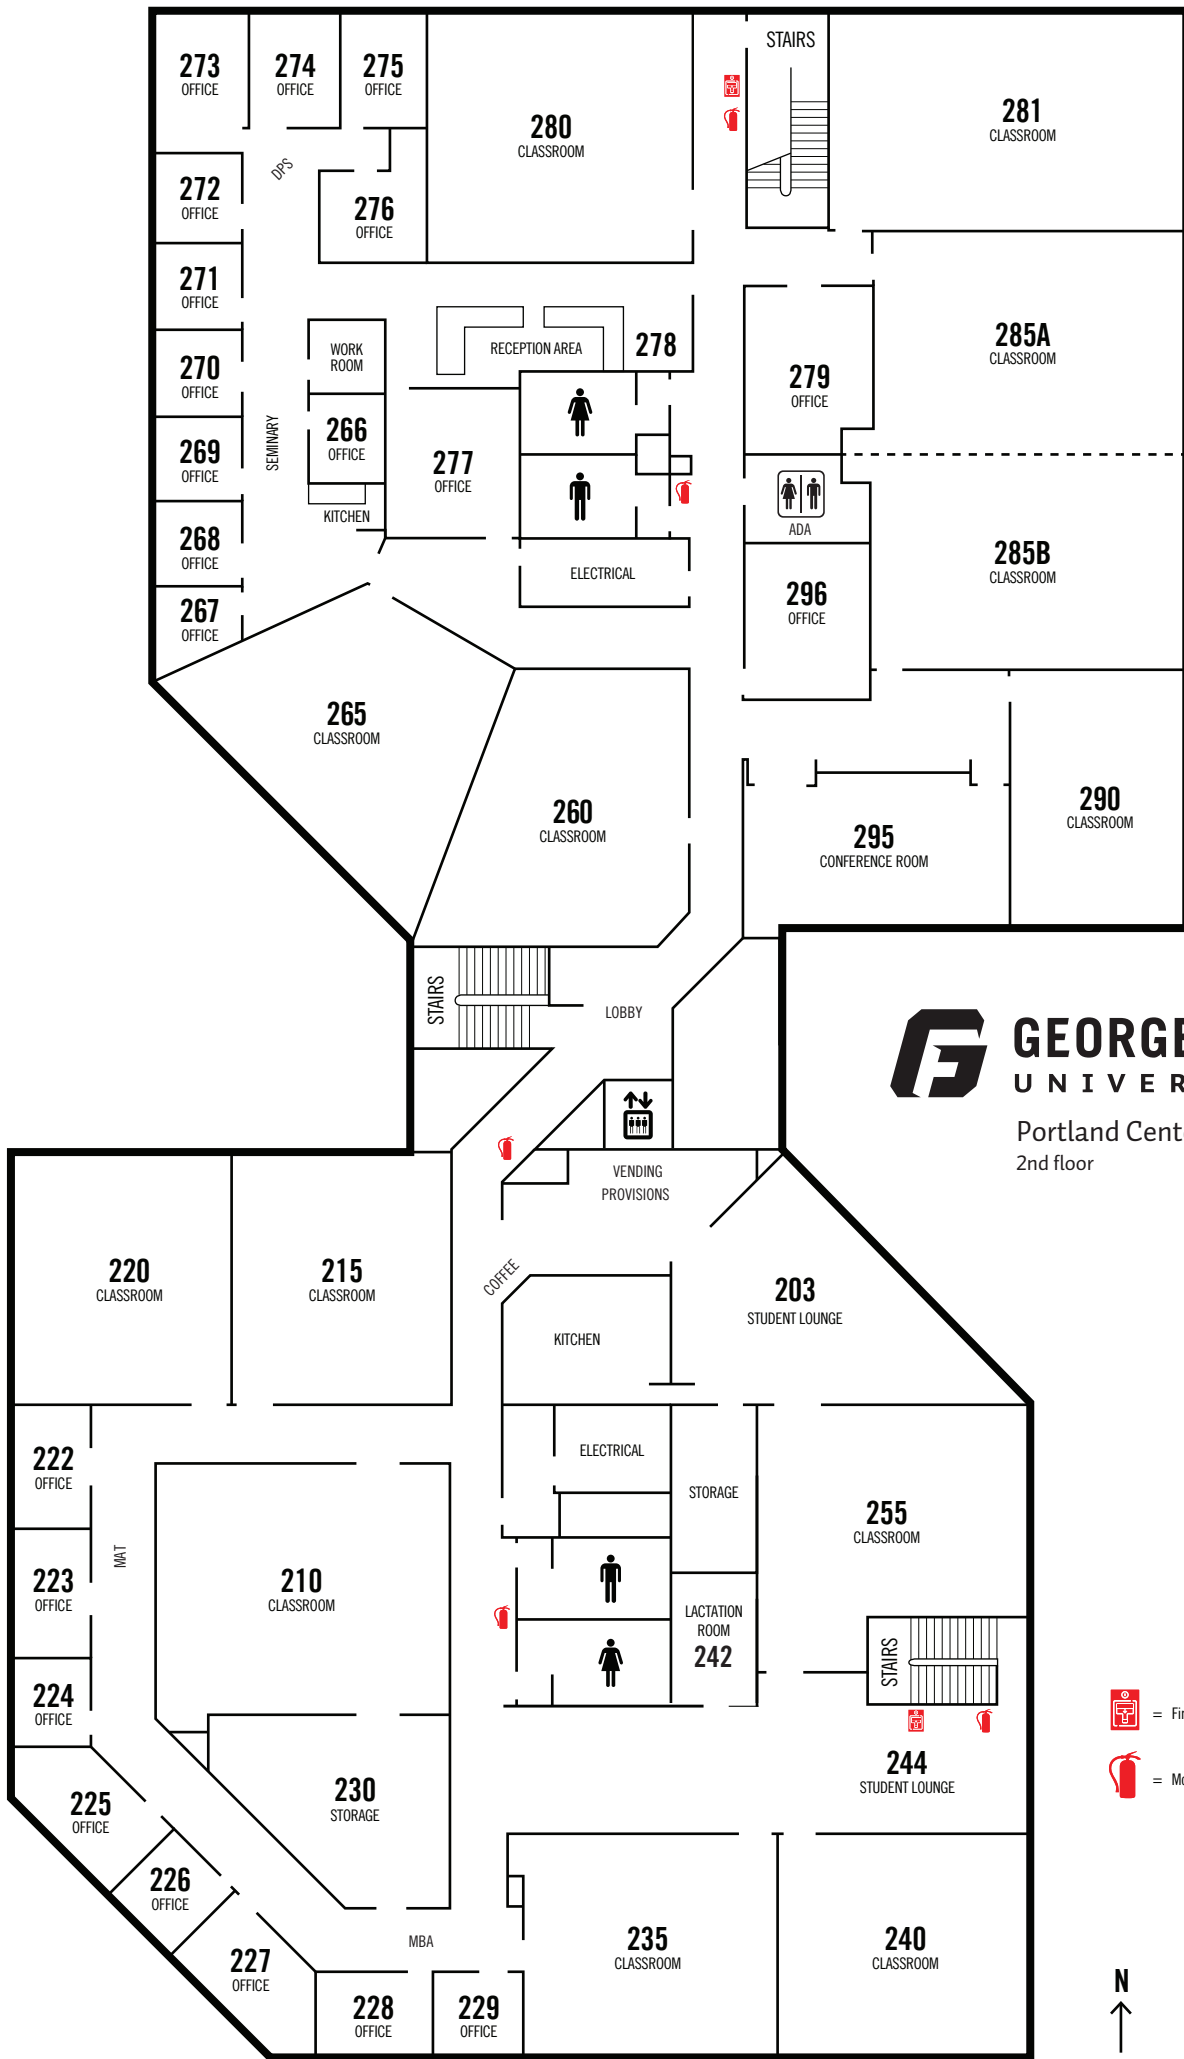 273
OFFICE
274
OFFICE
275
OFFICE
280
CLASSROOM
STAIRS
281
CLASSROOM
DPS
272
OFFICE
276
OFFICE
271
OFFICE
270
OFFICE
WORK
ROOM
RECEPTION AREA
278
279
OFFICE
285A
CLASSROOM
SEMINARY
266
OFFICE
269
OFFICE
277
OFFICE
KITCHEN
ADA
268
OFFICE
ELECTRICAL
285B
CLASSROOM
296
OFFICE
267
OFFICE
265
CLASSROOM
260
CLASSROOM
295
CONFERENCE ROOM
290
CLASSROOM
STAIRS
LOBBY
GEORGE
UNIVER
Portland Cent
2nd floor
VENDING
PROVISIONS
220
CLASSROOM
215
CLASSROOM
COFFEE
203
STUDENT LOUNGE
KITCHEN
222
OFFICE
ELECTRICAL
STORAGE
255
CLASSROOM
MAT
223
OFFICE
210
CLASSROOM
LACTATION
ROOM
242
STAIRS
224
OFFICE
= Fir
244
STUDENT LOUNGE
= Mo
225
OFFICE
230
STORAGE
226
OFFICE
227
OFFICE
MBA
235
CLASSROOM
240
CLASSROOM
228
OFFICE
229
OFFICE
N